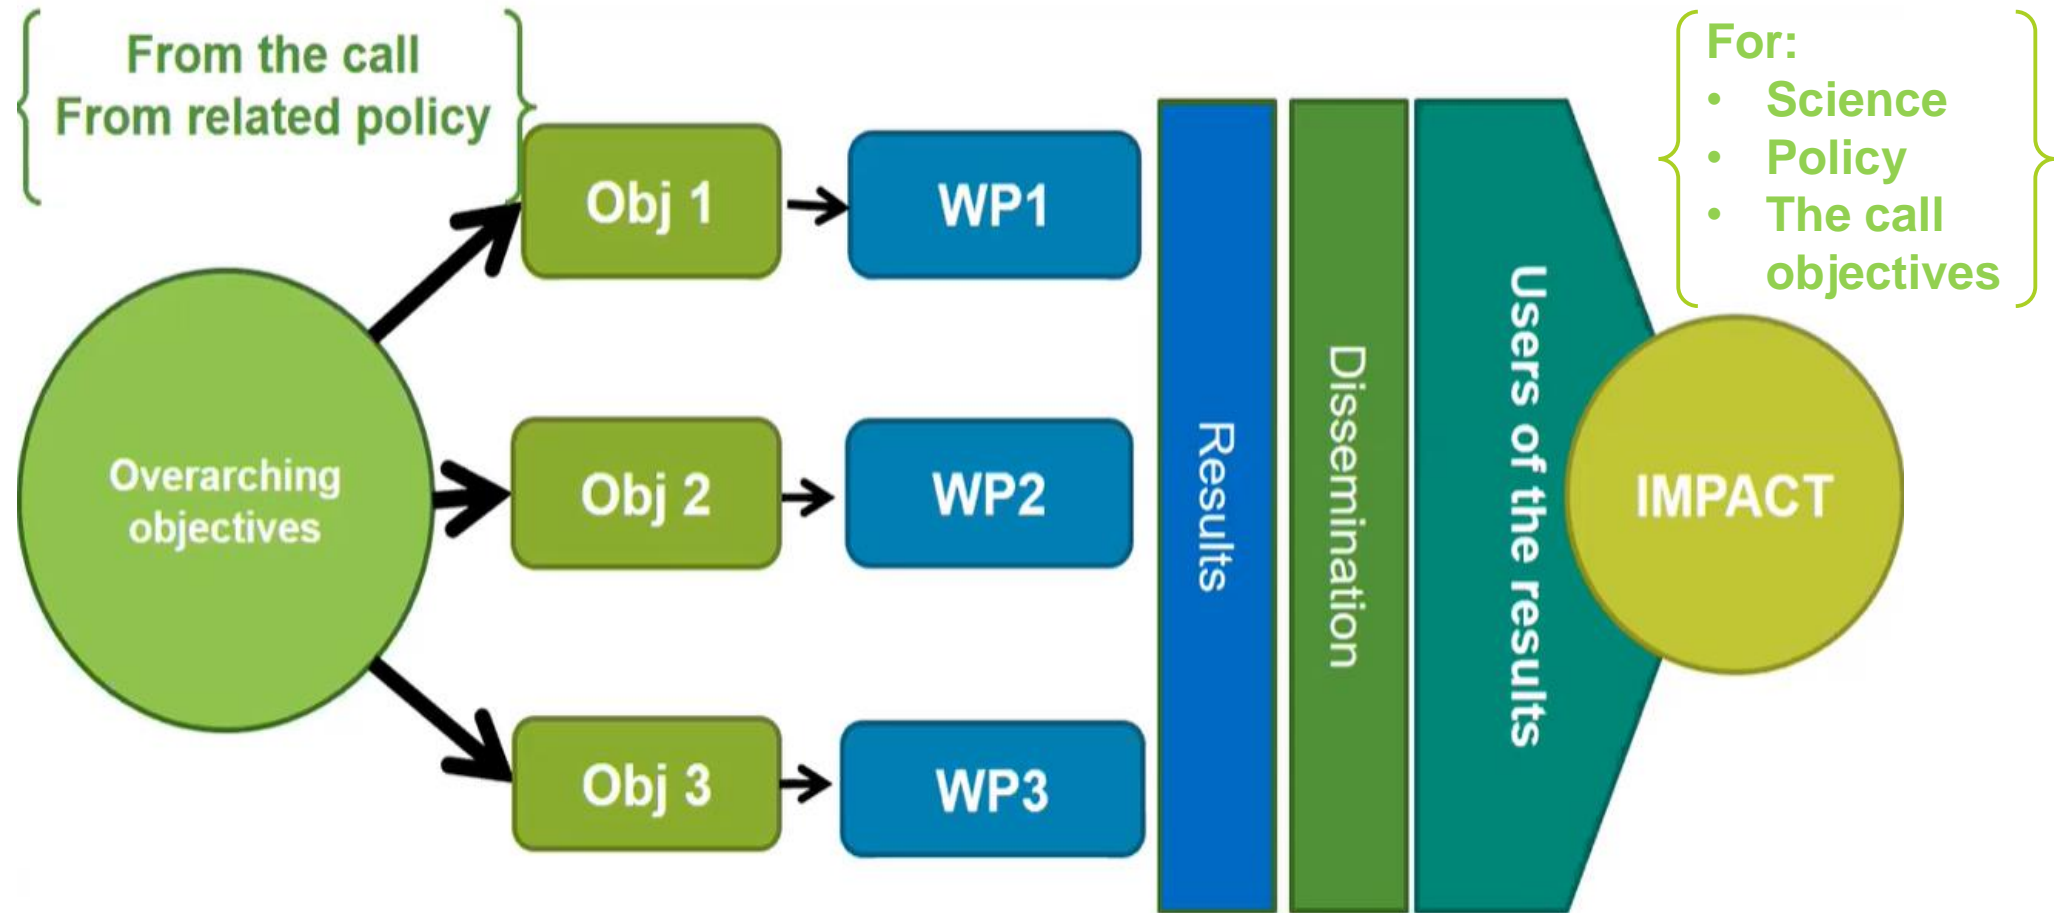 From the call
From related policy
Overarching
objectives
Obj 1
WP1
Obj 2
WP2
Obj 3
WP3
Results
Dissemination
Users of the results
IMPACT
For:
• Science
• Policy
• The call
objectives